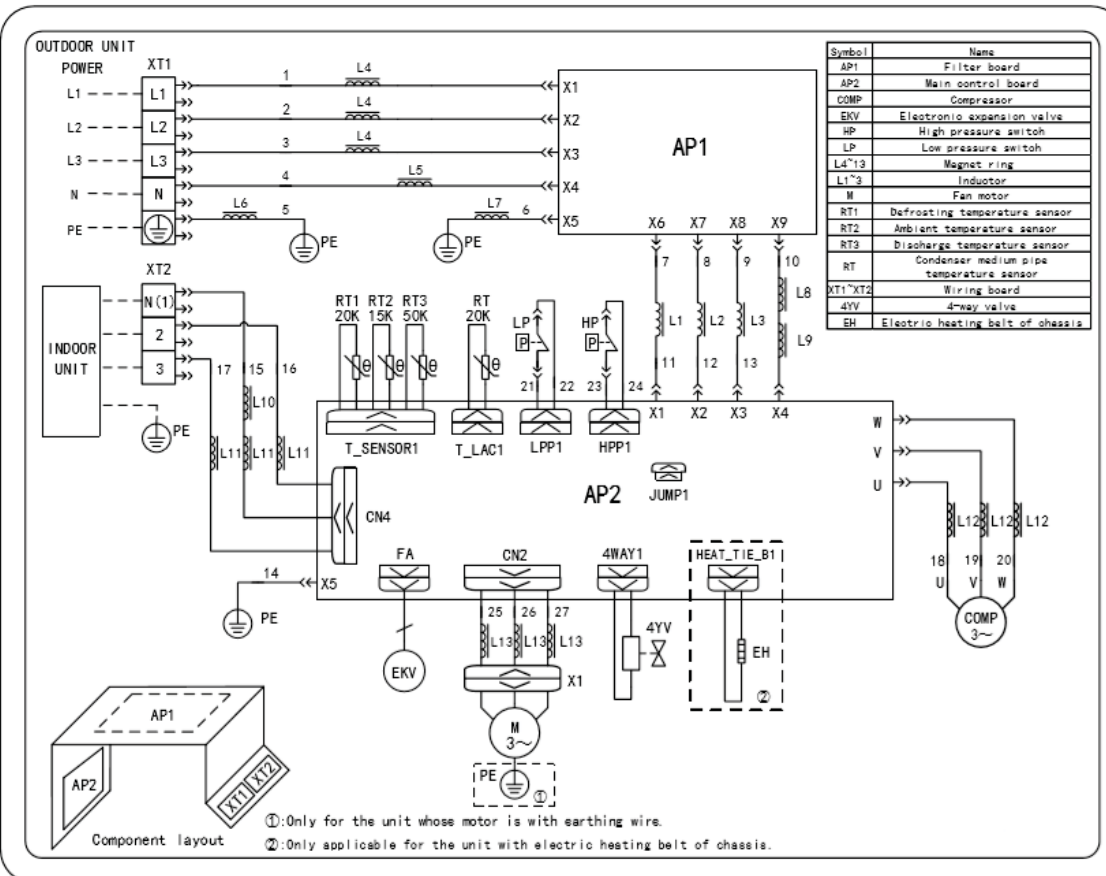 OUTDOOR UNIT
POWER XT1
L1 L1 1 L4 X1
L2 L2 2 L4 X2
L3 L3 3 L4 X3
N N 4 L5 X4
PE L6 5 PE L7 6 PE X5
AP1
X6 X7 X8 X9
7 8 9 10
L1 L2 L3 L8
L9
11 12 13
X1 X2 X3 X4
Symbol Name
AP1 Filter board
AP2 Main control board
COMP Compressor
EKV Electronic expansion valve
HP High pressure switch
LP Low pressure switch
L4~13 Magnet ring
L1~3 Inductor
M Fan motor
RT1 Defrosting temperature sensor
RT2 Ambient temperature sensor
RT3 Discharge temperature sensor
RT Condenser medium pipe
temperature sensor
XT1~XT2 Wiring board
4YV 4-way valve
EH Electric heating belt of chassis
XT2
INDOOR
UNIT
N(1)
2
3
PE
17 15 16
L10
L11 L11 L11
RT1 RT2 RT3 RT
20K 15K 50K 20K
θ θ θ θ
LP HP
P P
21 22 23 24
T_SENSOR1 T_LAC1 LPP1 HPP1
AP2
JUMP1
CN4
W
V
U
L12 L12 L12
18 19 20
U V W
COMP
3~
14 X5
PE
FA CN2 4WAY1 HEAT_TIE_B1
25 26 27
L13 L13 L13
X1
EKV
4YV
EH
②
M
3~
PE
①
AP1
AP2
XT1 XT2
Component layout
①:Only for the unit whose motor is with earthing wire.
②:Only applicable for the unit with electric heating belt of chassis.